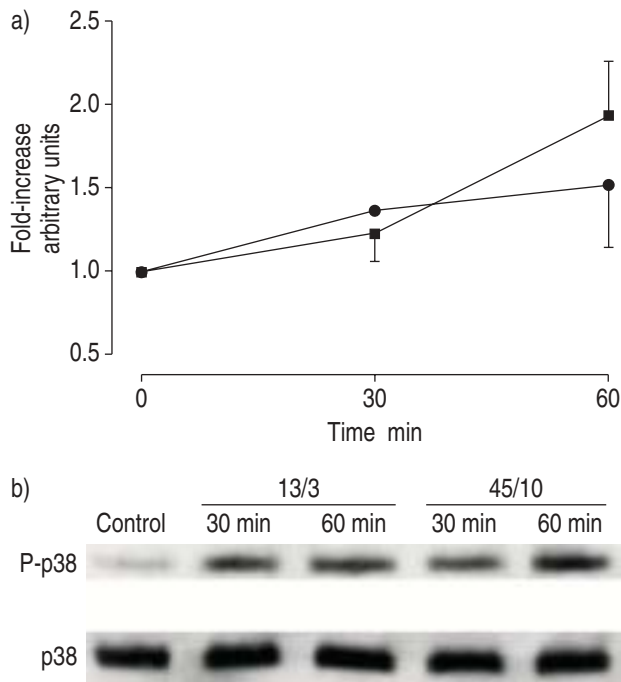 a)
2.5
2.0
1.5
1.0
0.5
Fold-increase
arbitrary units
0 30 60
Time min
b)
13/3 45/10
Control 30 min 60 min 30 min 60 min
P-p38
p38